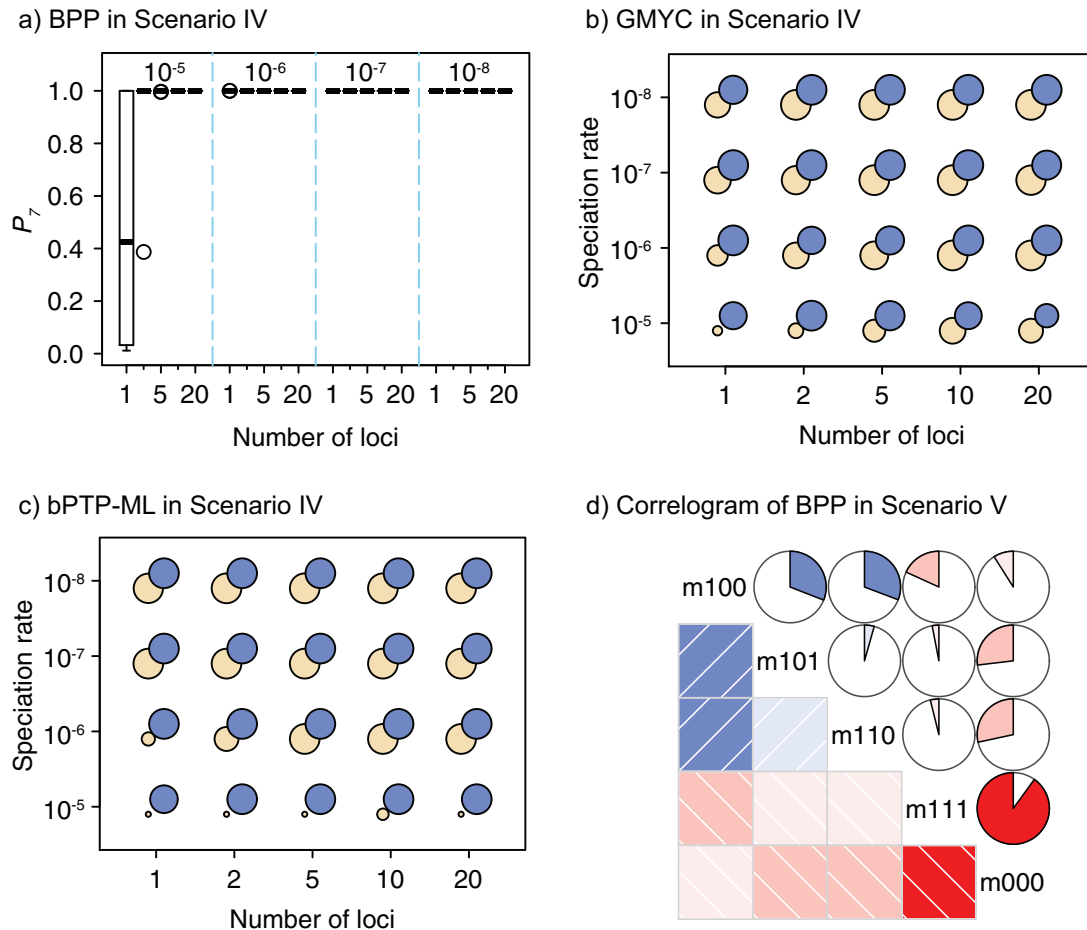 a) BPP in Scenario IV
10⁻⁵ 10⁻⁶ 10⁻⁷ 10⁻⁸
P₇
1.0
0.8
0.6
0.4
0.2
0.0
1 5 20 1 5 20 1 5 20 1 5 20
Number of loci
b) GMYC in Scenario IV
Speciation rate
10⁻⁸
10⁻⁷
10⁻⁶
10⁻⁵
1 2 5 10 20
Number of loci
c) bPTP-ML in Scenario IV
Speciation rate
10⁻⁸
10⁻⁷
10⁻⁶
10⁻⁵
1 2 5 10 20
Number of loci
d) Correlogram of BPP in Scenario V
m100
m101
m110
m111
m000